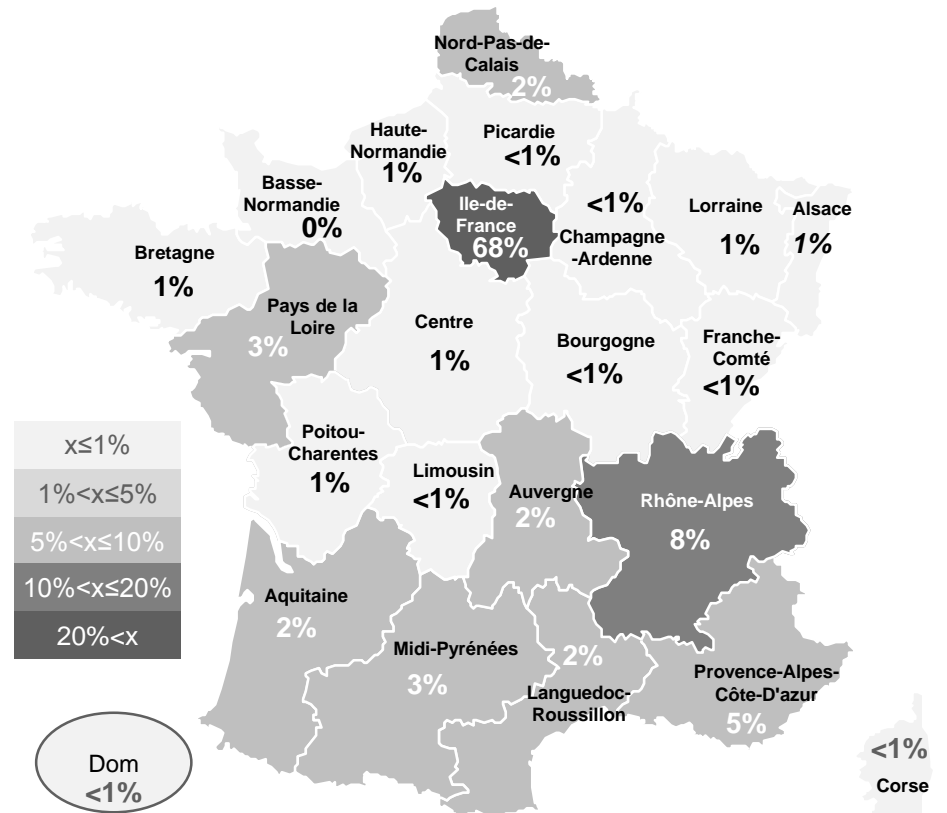 Nord-Pas-de-
Calais
2%
Haute-
Normandie
1%
Picardie
<1%
Basse-
Normandie
0%
Ile-de-
France
68%
<1%
Champagne
-Ardenne
Lorraine
1%
Alsace
1%
Bretagne
1%
Pays de la
Loire
3%
Centre
1%
Bourgogne
<1%
Franche-
Comté
<1%
Poitou-
Charentes
1%
Limousin
<1%
Auvergne
2%
Rhône-Alpes
8%
x≤1%
1%<x≤5%
5%<x≤10%
10%<x≤20%
20%<x
Aquitaine
2%
Midi-Pyrénées
3%
2%
Languedoc-
Roussillon
Provence-Alpes-
Côte-D'azur
5%
Dom
<1%
<1%
Corse